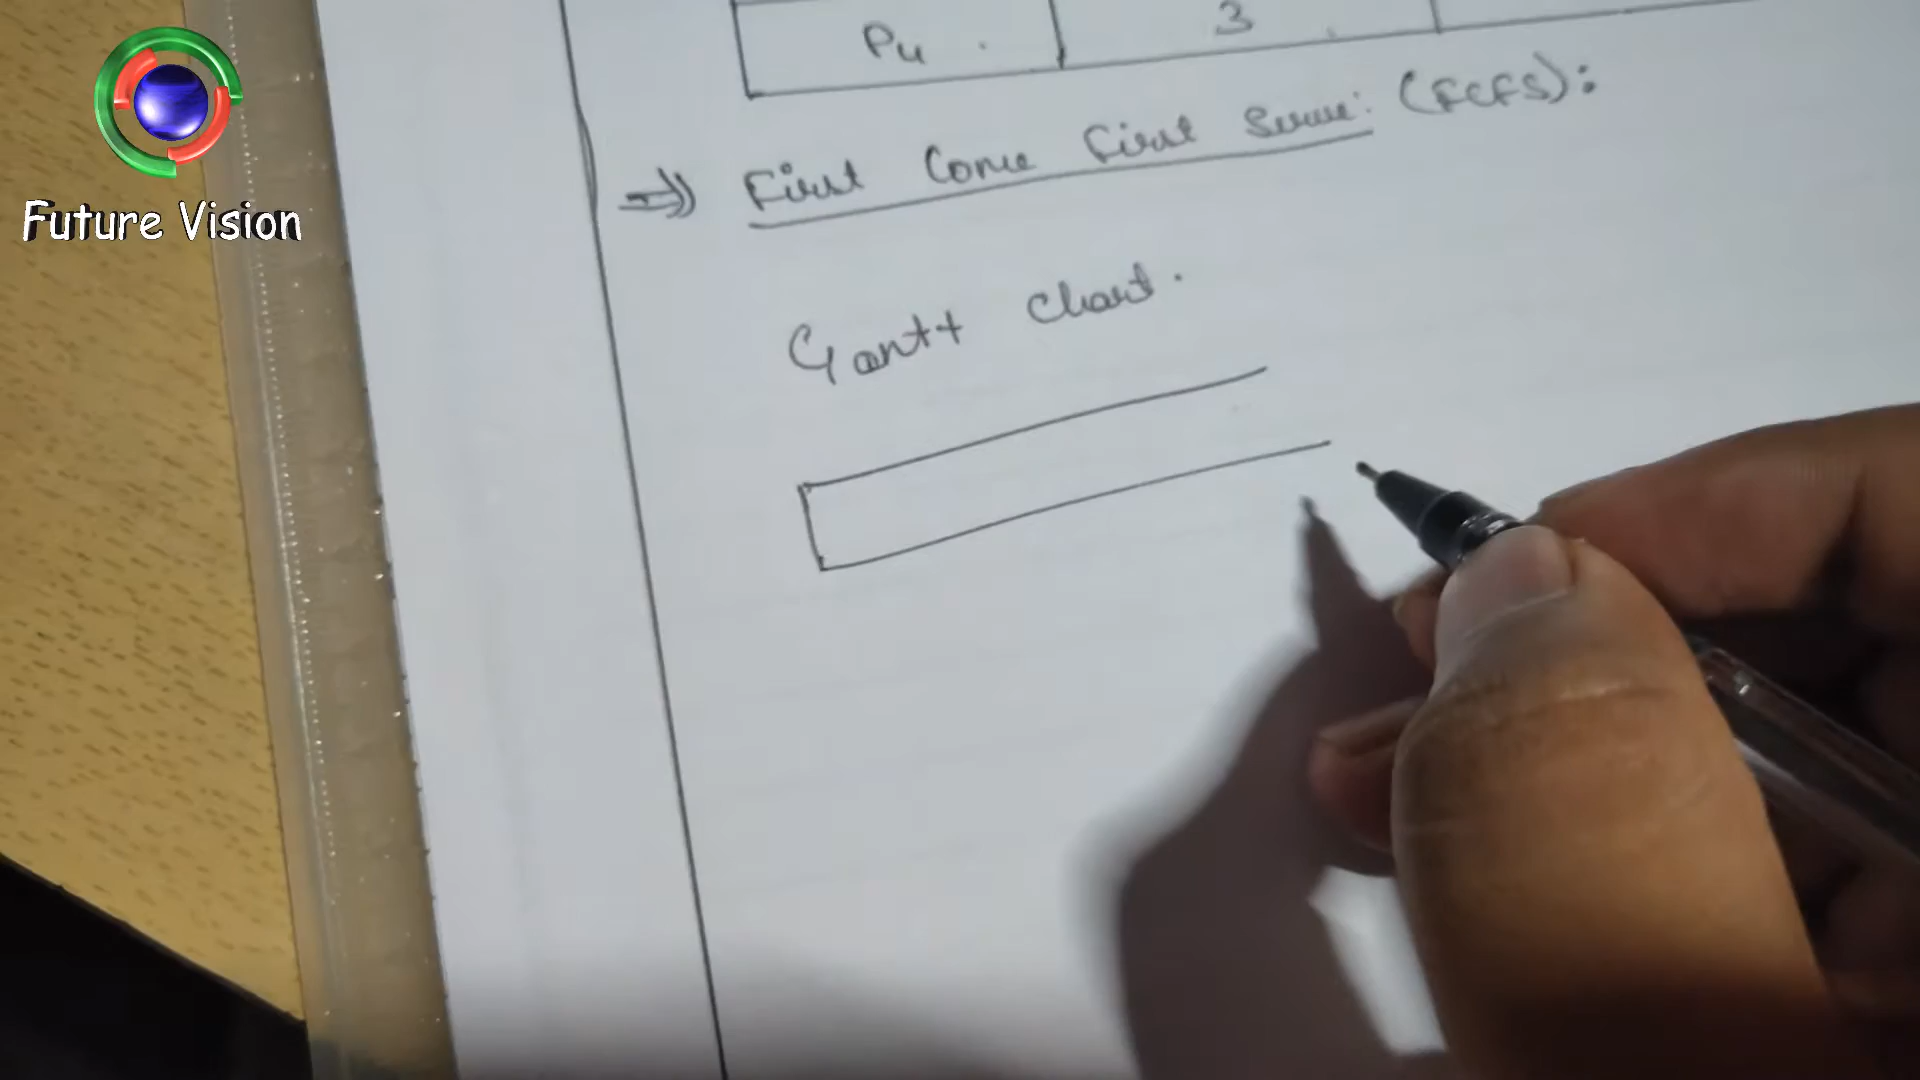 Future Vision
P4 3
=>> First Come First Serve: (FCFS):
Gantt Chart.